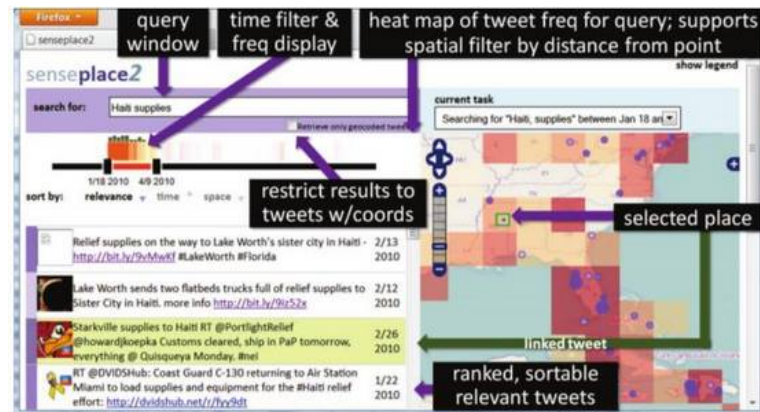 Firefox
senseplace2
query
window
time filter &
freq display
heat map of tweet freq for query; supports
spatial filter by distance from point
senseplace2
show legend
search for:
Haiti supplies
current task
Searching for "Haiti, supplies" between Jan 18 an
Retrieve only geocoded tweets
1/18 2010
4/9 2010
restrict results to
tweets w/coords
sort by:
relevance
time
space
selected place
Relief supplies on the way to Lake Worth's sister city in Haiti -
http://bit.ly/9vMwKf #LakeWorth #Florida
2/13
2010
Lake Worth sends two flatbeds trucks full of relief supplies to
Sister City in Haiti. more info http://bit.ly/9iz52x
2/12
2010
Starkville supplies to Haiti RT @PortlightRelief
@howardjkoepka Customs cleared, ship in PaP tomorrow,
everything @ Quisqueya Monday. #nel
2/26
2010
linked tweet
RT @DVIDSHub: Coast Guard C-130 returning to Air Station
Miami to load supplies and equipment for the #Haiti relief
effort: http://dvidshub.net/r/fyy9dt
1/22
2010
ranked, sortable
relevant tweets